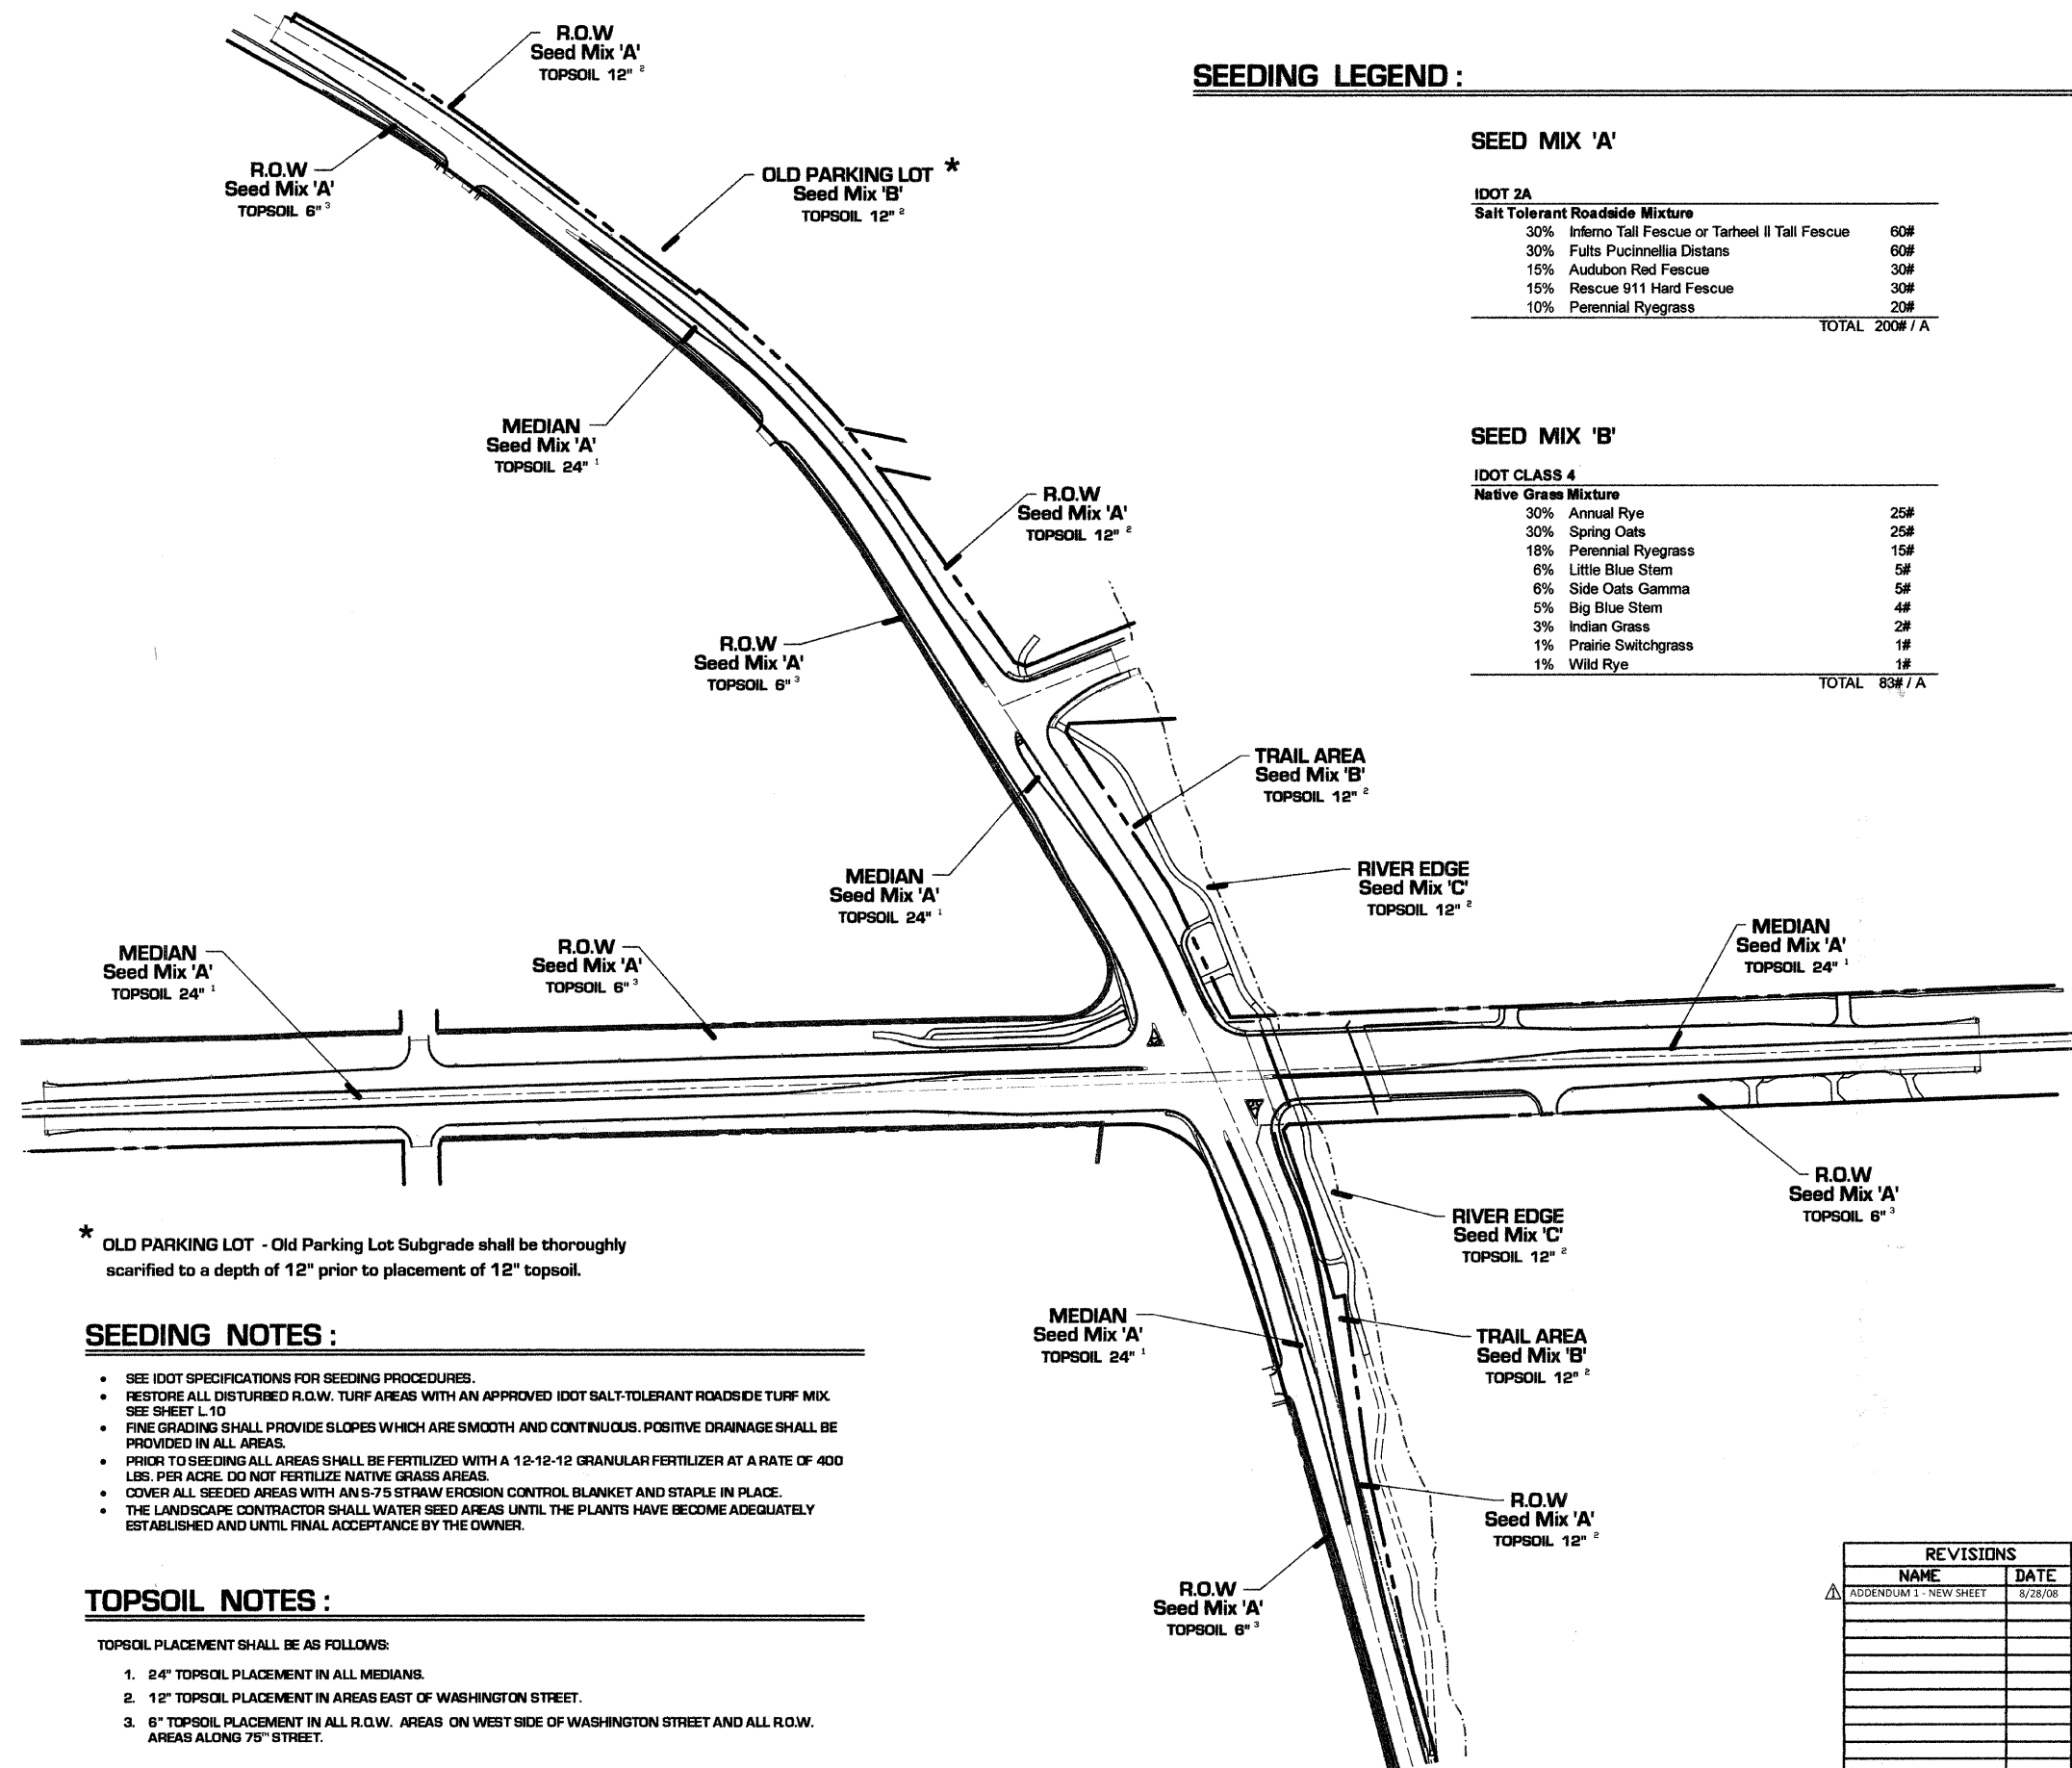 R.O.W
Seed Mix 'A'
TOPSOIL 12" 2
R.O.W
Seed Mix 'A'
TOPSOIL 6" 3
OLD PARKING LOT *
Seed Mix 'B'
TOPSOIL 12" 2
MEDIAN
Seed Mix 'A'
TOPSOIL 24" 1
R.O.W
Seed Mix 'A'
TOPSOIL 12" 2
R.O.W
Seed Mix 'A'
TOPSOIL 6" 3
TRAIL AREA
Seed Mix 'B'
TOPSOIL 12" 2
MEDIAN
Seed Mix 'A'
TOPSOIL 24" 1
RIVER EDGE
Seed Mix 'C'
TOPSOIL 12" 2
MEDIAN
Seed Mix 'A'
TOPSOIL 24" 1
R.O.W
Seed Mix 'A'
TOPSOIL 6" 3
MEDIAN
Seed Mix 'A'
TOPSOIL 24" 1
R.O.W
Seed Mix 'A'
TOPSOIL 6" 3
RIVER EDGE
Seed Mix 'C'
TOPSOIL 12" 2
MEDIAN
Seed Mix 'A'
TOPSOIL 24" 1
TRAIL AREA
Seed Mix 'B'
TOPSOIL 12" 2
R.O.W
Seed Mix 'A'
TOPSOIL 12" 2
R.O.W
Seed Mix 'A'
TOPSOIL 6" 3
SEEDING LEGEND :
SEED MIX 'A'
IDOT 2A
Salt Tolerant Roadside Mixture
30% Inferno Tall Fescue or Tarheel II Tall Fescue 60#
30% Fults Pucinnellia Distans 60#
15% Audubon Red Fescue 30#
15% Rescue 911 Hard Fescue 30#
10% Perennial Ryegrass 20#
TOTAL 200# / A
SEED MIX 'B'
IDOT CLASS 4
Native Grass Mixture
30% Annual Rye 25#
30% Spring Oats 25#
18% Perennial Ryegrass 15#
6% Little Blue Stem 5#
6% Side Oats Gamma 5#
5% Big Blue Stem 4#
3% Indian Grass 2#
1% Prairie Switchgrass 1#
1% Wild Rye 1#
TOTAL 83# / A
* OLD PARKING LOT - Old Parking Lot Subgrade shall be thoroughly
scarified to a depth of 12" prior to placement of 12" topsoil.
SEEDING NOTES :
• SEE IDOT SPECIFICATIONS FOR SEEDING PROCEDURES.
• RESTORE ALL DISTURBED R.O.W. TURF AREAS WITH AN APPROVED IDOT SALT-TOLERANT ROADSIDE TURF MIX.
SEE SHEET L.10
• FINE GRADING SHALL PROVIDE SLOPES WHICH ARE SMOOTH AND CONTINUOUS. POSITIVE DRAINAGE SHALL BE
PROVIDED IN ALL AREAS.
• PRIOR TO SEEDING ALL AREAS SHALL BE FERTILIZED WITH A 12-12-12 GRANULAR FERTILIZER AT A RATE OF 400
LBS. PER ACRE. DO NOT FERTILIZE NATIVE GRASS AREAS.
• COVER ALL SEEDED AREAS WITH AN S-75 STRAW EROSION CONTROL BLANKET AND STAPLE IN PLACE.
• THE LANDSCAPE CONTRACTOR SHALL WATER SEED AREAS UNTIL THE PLANTS HAVE BECOME ADEQUATELY
ESTABLISHED AND UNTIL FINAL ACCEPTANCE BY THE OWNER.
TOPSOIL NOTES :
TOPSOIL PLACEMENT SHALL BE AS FOLLOWS:
1. 24" TOPSOIL PLACEMENT IN ALL MEDIANS.
2. 12" TOPSOIL PLACEMENT IN AREAS EAST OF WASHINGTON STREET.
3. 6" TOPSOIL PLACEMENT IN ALL R.O.W. AREAS ON WEST SIDE OF WASHINGTON STREET AND ALL R.O.W.
AREAS ALONG 75TH STREET.
REVISIONS
NAME DATE
1 ADDENDUM 1 - NEW SHEET 8/28/08